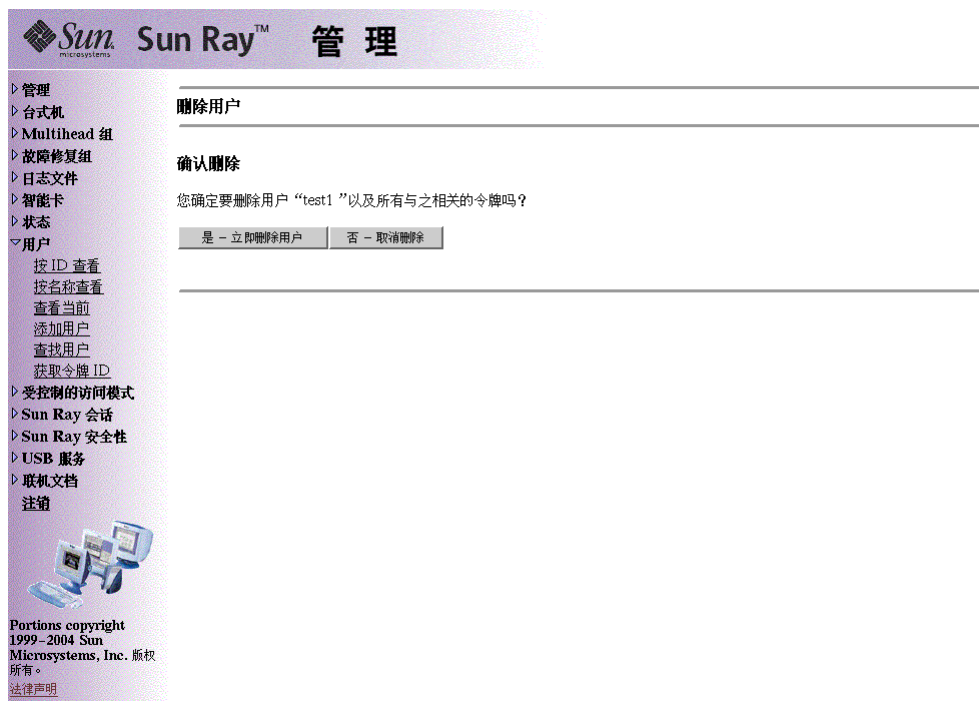 Sun microsystems Sun Ray™ 管理
管理
台式机
Multihead 组
故障修复组
日志文件
智能卡
状态
用户
按 ID 查看
按名称查看
查看当前
添加用户
查找用户
获取令牌 ID
受控制的访问模式
Sun Ray 会话
Sun Ray 安全性
USB 服务
联机文档
注销
Portions copyright
1999-2004 Sun
Microsystems, Inc. 版权
所有。
法律声明
删除用户
确认删除
您确定要删除用户“test1 ”以及所有与之相关的令牌吗？
是 - 立即删除用户
否 - 取消删除